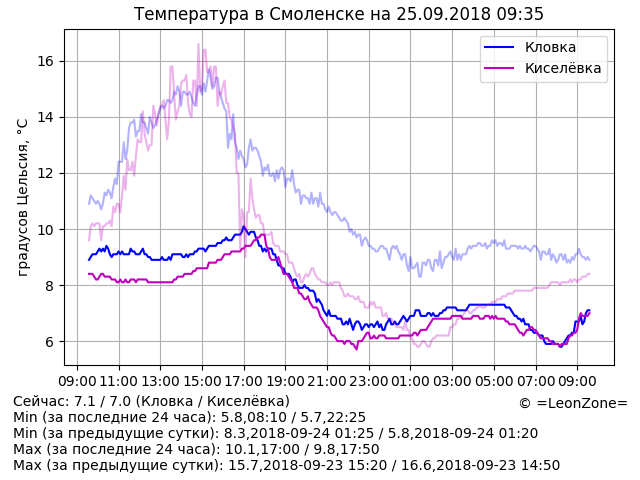 Температура в Смоленске на 25.09.2018 09:35
Кловка
Киселёвка
градусов Цельсия, °C
16
14
12
10
8
6
09:00 11:00 13:00 15:00 17:00 19:00 21:00 23:00 01:00 03:00 05:00 07:00 09:00
Сейчас: 7.1 / 7.0 (Кловка / Киселёвка)
© =LeonZone=
Min (за последние 24 часа): 5.8,08:10 / 5.7,22:25
Min (за предыдущие сутки): 8.3,2018-09-24 01:25 / 5.8,2018-09-24 01:20
Max (за последние 24 часа): 10.1,17:00 / 9.8,17:50
Max (за предыдущие сутки): 15.7,2018-09-23 15:20 / 16.6,2018-09-23 14:50